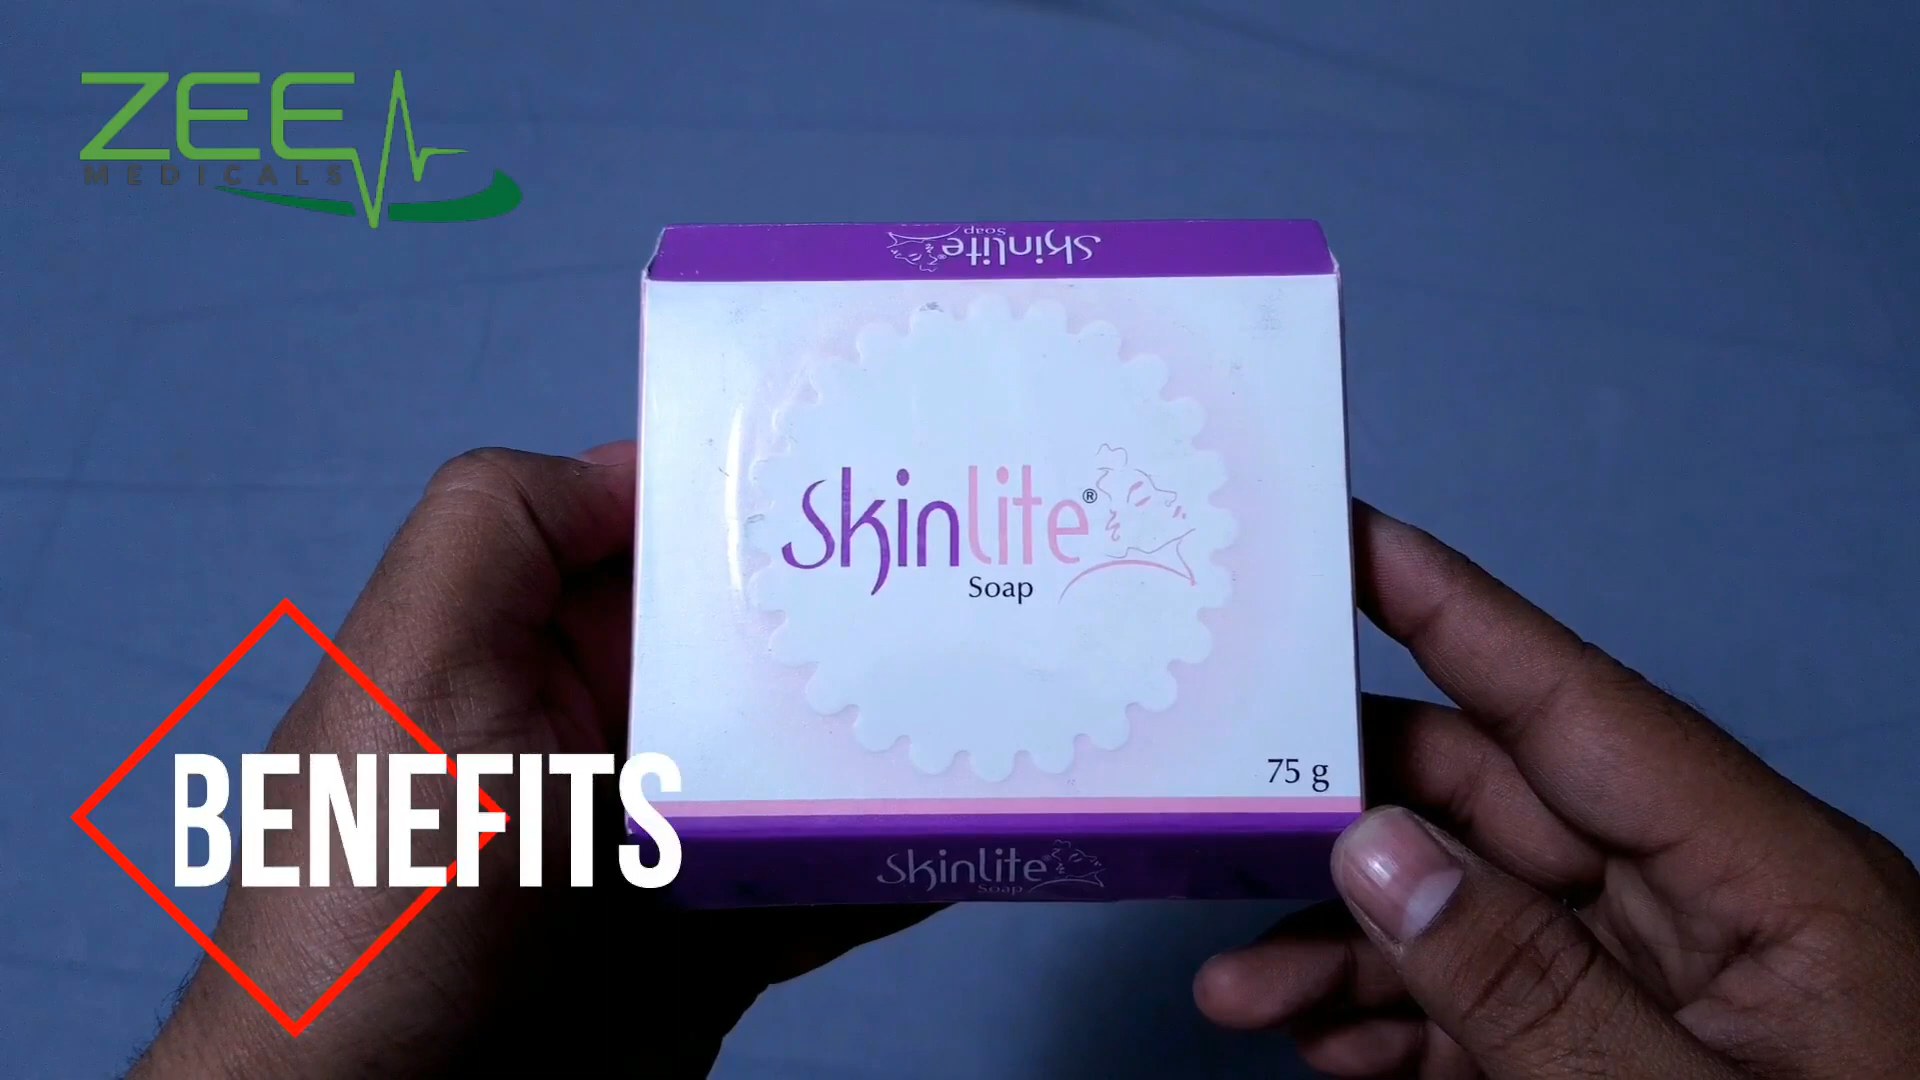 ZEE
MEDICALS
Skinlite
Soap
Skinlite®
Soap
75 g
BENEFITS
Skinlite®
Soap